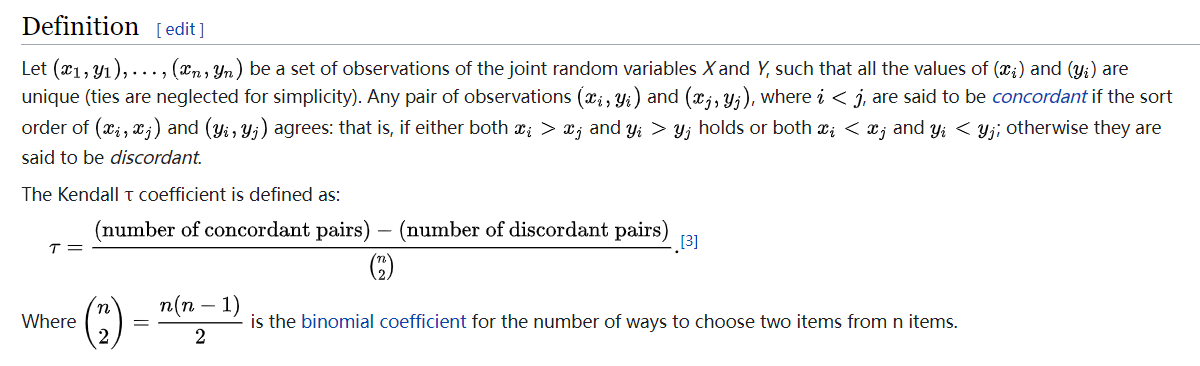 Definition [ edit ]
Let (x₁, y₁), . . . , (xₙ, yₙ) be a set of observations of the joint random variables X and Y, such that all the values of (xᵢ) and (yᵢ) are
unique (ties are neglected for simplicity). Any pair of observations (xᵢ, yᵢ) and (xⱼ, yⱼ), where i < j, are said to be concordant if the sort
order of (xᵢ, xⱼ) and (yᵢ, yⱼ) agrees: that is, if either both xᵢ > xⱼ and yᵢ > yⱼ holds or both xᵢ < xⱼ and yᵢ < yⱼ; otherwise they are
said to be discordant.
The Kendall τ coefficient is defined as:
τ = \frac{(number of concordant pairs) − (number of discordant pairs)}{\binom{n}{2}}.[3]
Where \binom{n}{2} = \frac{n(n − 1)}{2} is the binomial coefficient for the number of ways to choose two items from n items.